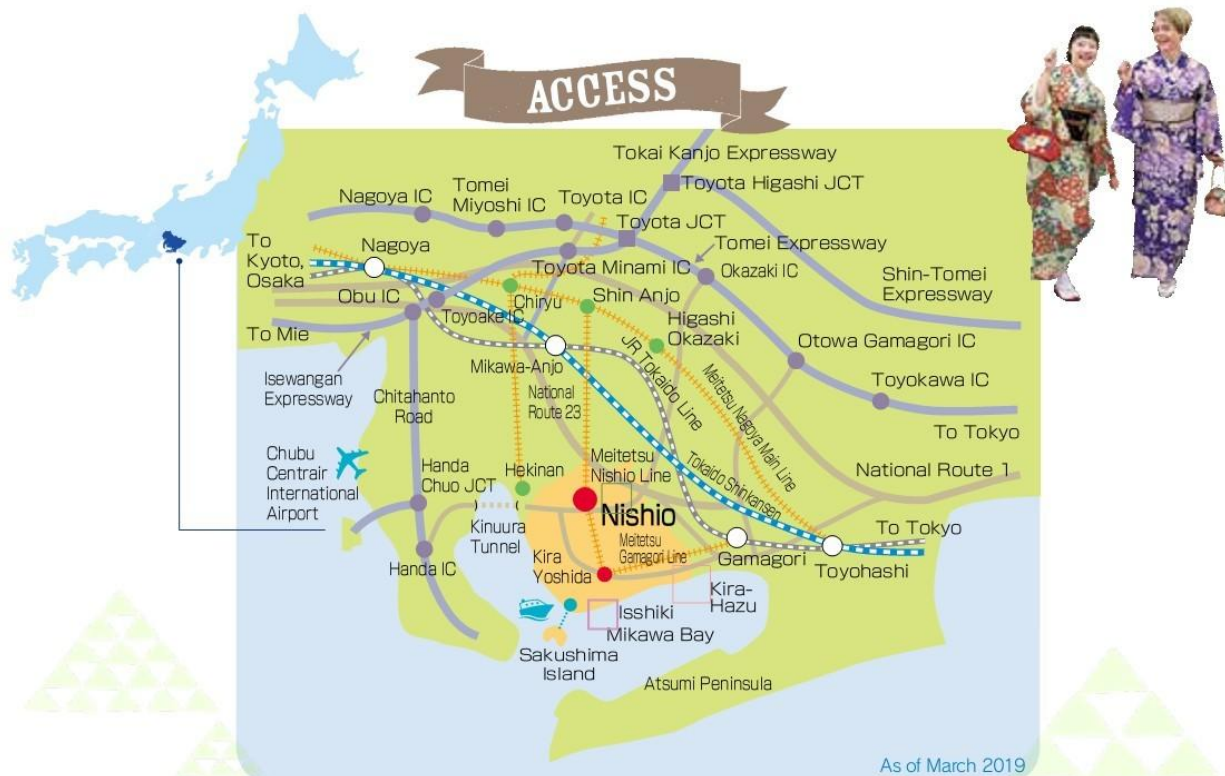 ACCESS
Tokai Kanjo Expressway
Toyota Higashi JCT
Nagoya IC
Tomei
Miyoshi IC
Toyota IC
Toyota JCT
To
Kyoto,
Osaka
Nagoya
Tomei Expressway
Toyota Minami IC
Okazaki IC
Shin-Tomei
Expressway
Obu IC
Toyoake IC
Chiryu
Shin Anjo
Higashi
Okazaki
To Mie
Mikawa-Anjo
JR Tokaido Line
Otowa Gamagori IC
Isewangan
Expressway
Chitahanto
Road
National
Route 23
Meitetsu Nagoya Main Line
Toyokawa IC
To Tokyo
Chubu
Centrair
International
Airport
Handa
Chuo JCT
Hekinan
Meitetsu
Nishio Line
Tokaido Shinkansen
National Route 1
Nishio
Kinuura
Tunnel
Meitetsu
Gamagori Line
To Tokyo
Handa IC
Kira
Yoshida
Gamagori
Toyohashi
Kira-
Hazu
Isshiki
Mikawa Bay
Sakushima
Island
Atsumi Peninsula
As of March 2019